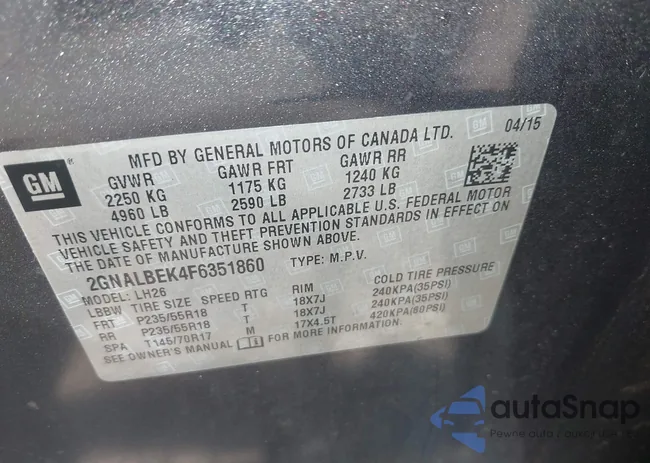 GM
MFD BY GENERAL MOTORS OF CANADA LTD. 04/15
GVWR GAWR FRT GAWR RR
2250 KG 1175 KG 1240 KG
4960 LB 2590 LB 2733 LB
THIS VEHICLE CONFORMS TO ALL APPLICABLE U.S. FEDERAL MOTOR
VEHICLE SAFETY AND THEFT PREVENTION STANDARDS IN EFFECT ON
THE DATE OF MANUFACTURE SHOWN ABOVE.
2GNALBEK4F6351860 TYPE: M.P.V.
MODEL: LH26
LBBW TIRE SIZE SPEED RTG RIM COLD TIRE PRESSURE
FRT P235/55R18 T 18X7J 240KPA(35PSI)
RR P235/55R18 T 18X7J 240KPA(35PSI)
SPA T145/70R17 M 17X4.5T 420KPA(60PSI)
SEE OWNER'S MANUAL FOR MORE INFORMATION.
autaSnap
Pewne auta z zagranicy